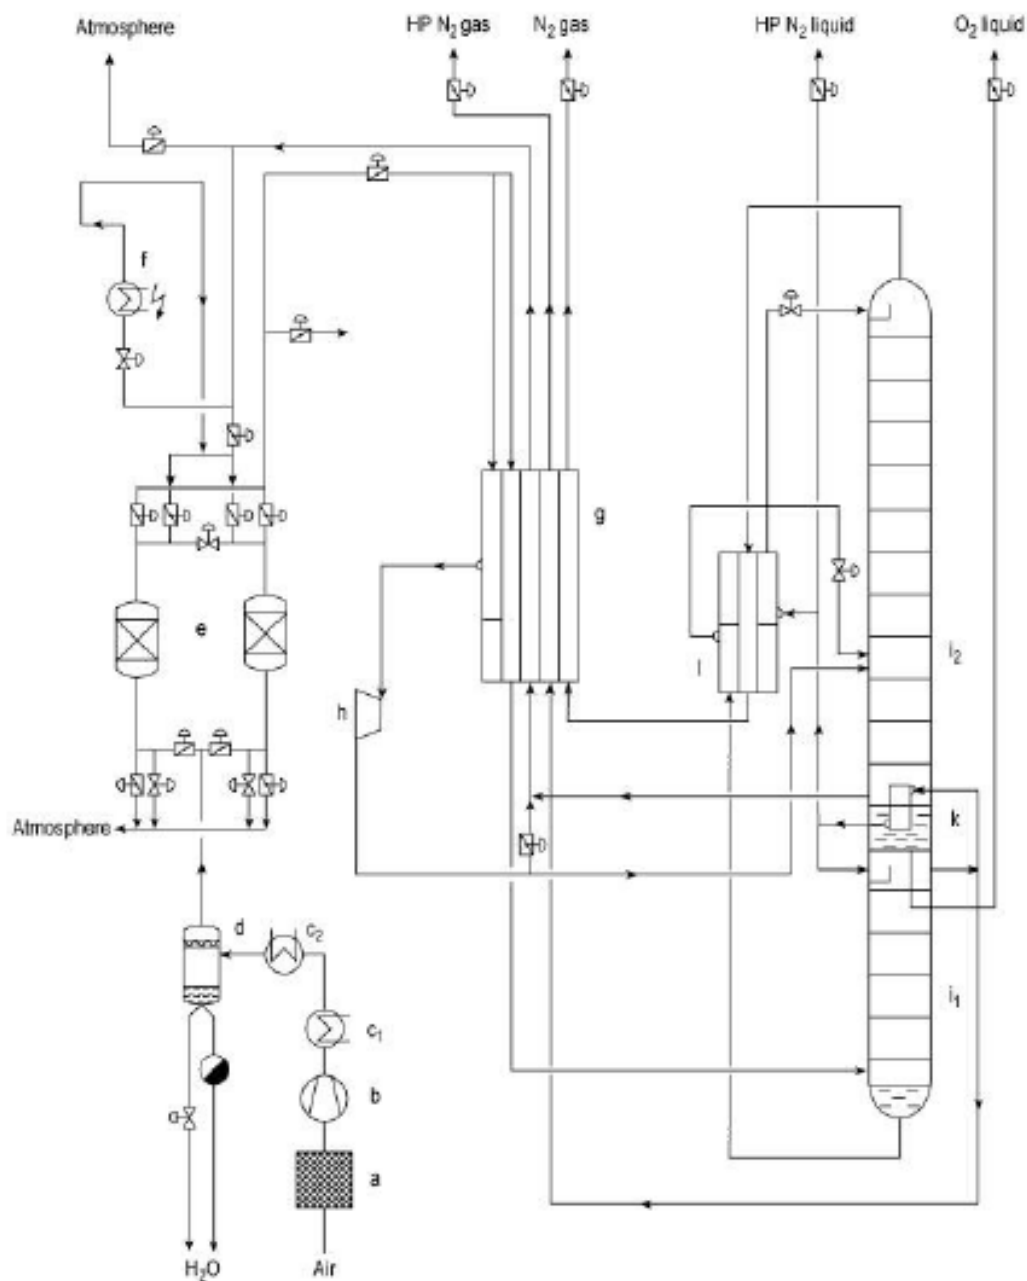 Atmosphere
HP N₂ gas
N₂ gas
HP N₂ liquid
O₂ liquid
f
g
e
l
i₂
h
k
Atmosphere
d
c₂
i₁
c₁
b
a
H₂O
Air